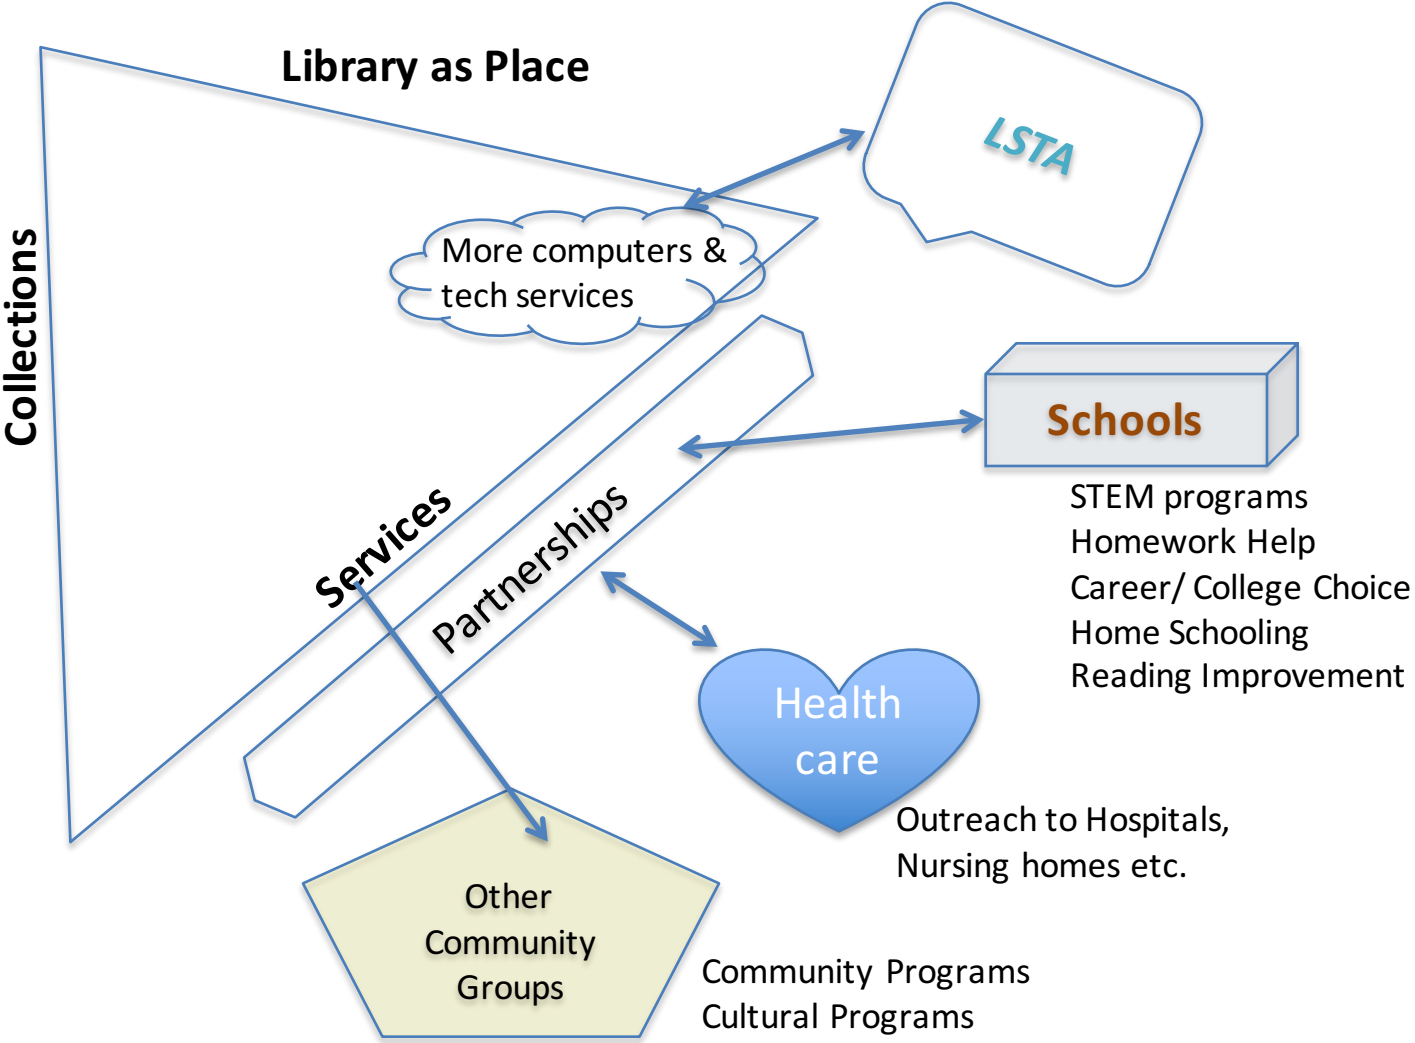 Library as Place
LSTA
Collections
More computers &
tech services
Schools
STEM programs
Homework Help
Career/ College Choice
Home Schooling
Reading Improvement
Services
Partnerships
Health
care
Outreach to Hospitals,
Nursing homes etc.
Other
Community
Groups
Community Programs
Cultural Programs